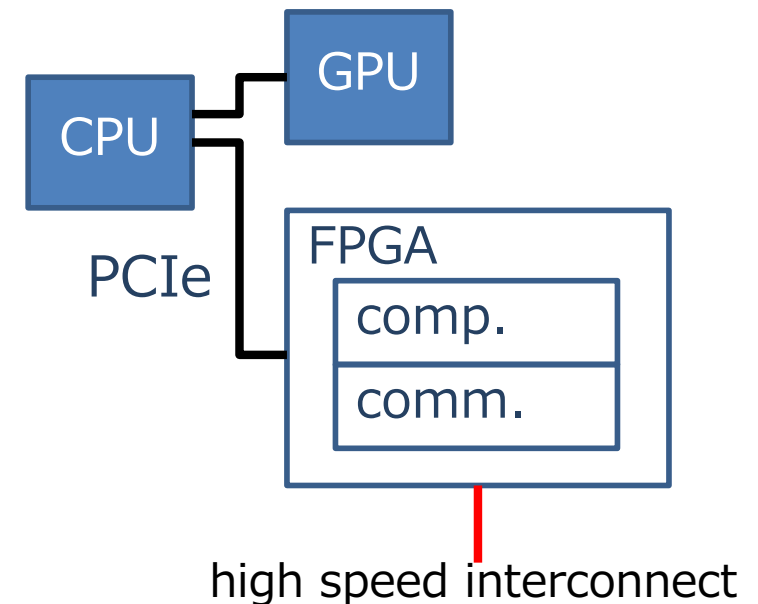 GPU
CPU
FPGA
PCIe
comp.
comm.
high speed interconnect